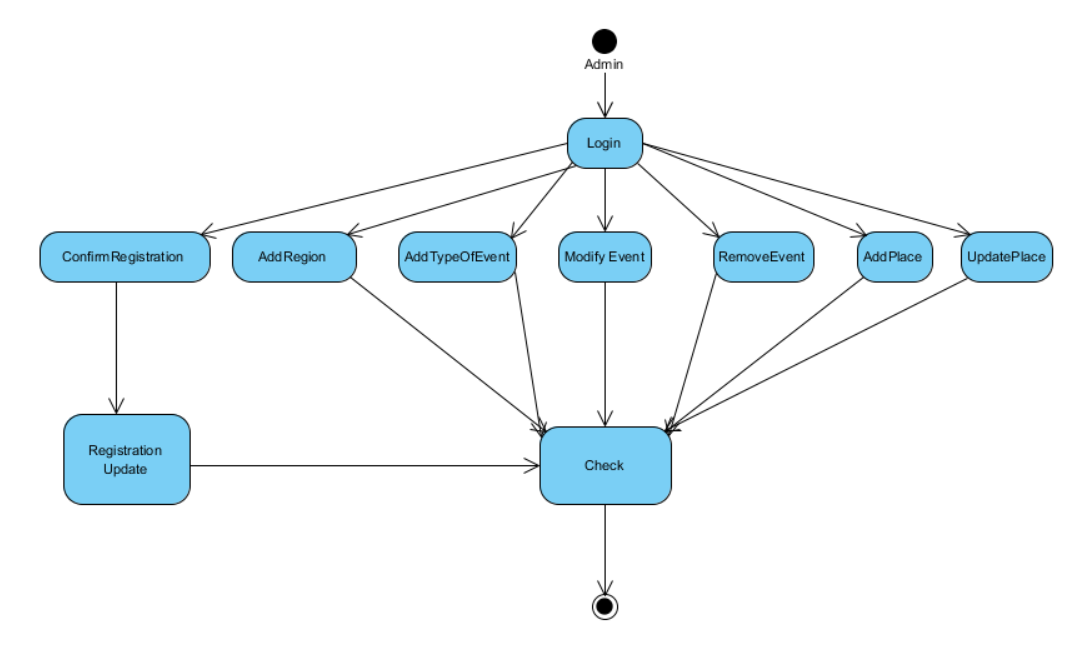 Admin
Login
ConfirmRegistration
AddRegion
AddTypeOfEvent
Modify Event
RemoveEvent
AddPlace
UpdatePlace
Registration
Update
Check